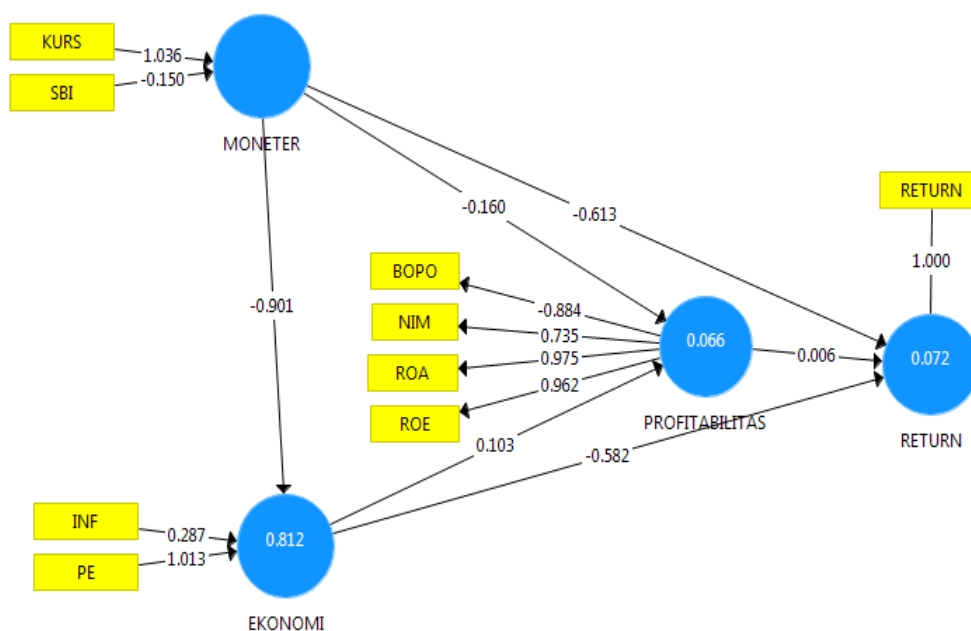 KURS
1.036
SBI
-0.150
MONETER
-0.160
-0.613
RETURN
1.000
-0.901
BOPO
-0.884
NIM
0.735
ROA
0.975
ROE
0.962
0.066
PROFITABILITAS
0.006
0.072
RETURN
0.103
-0.582
INF
0.287
PE
1.013
0.812
EKONOMI